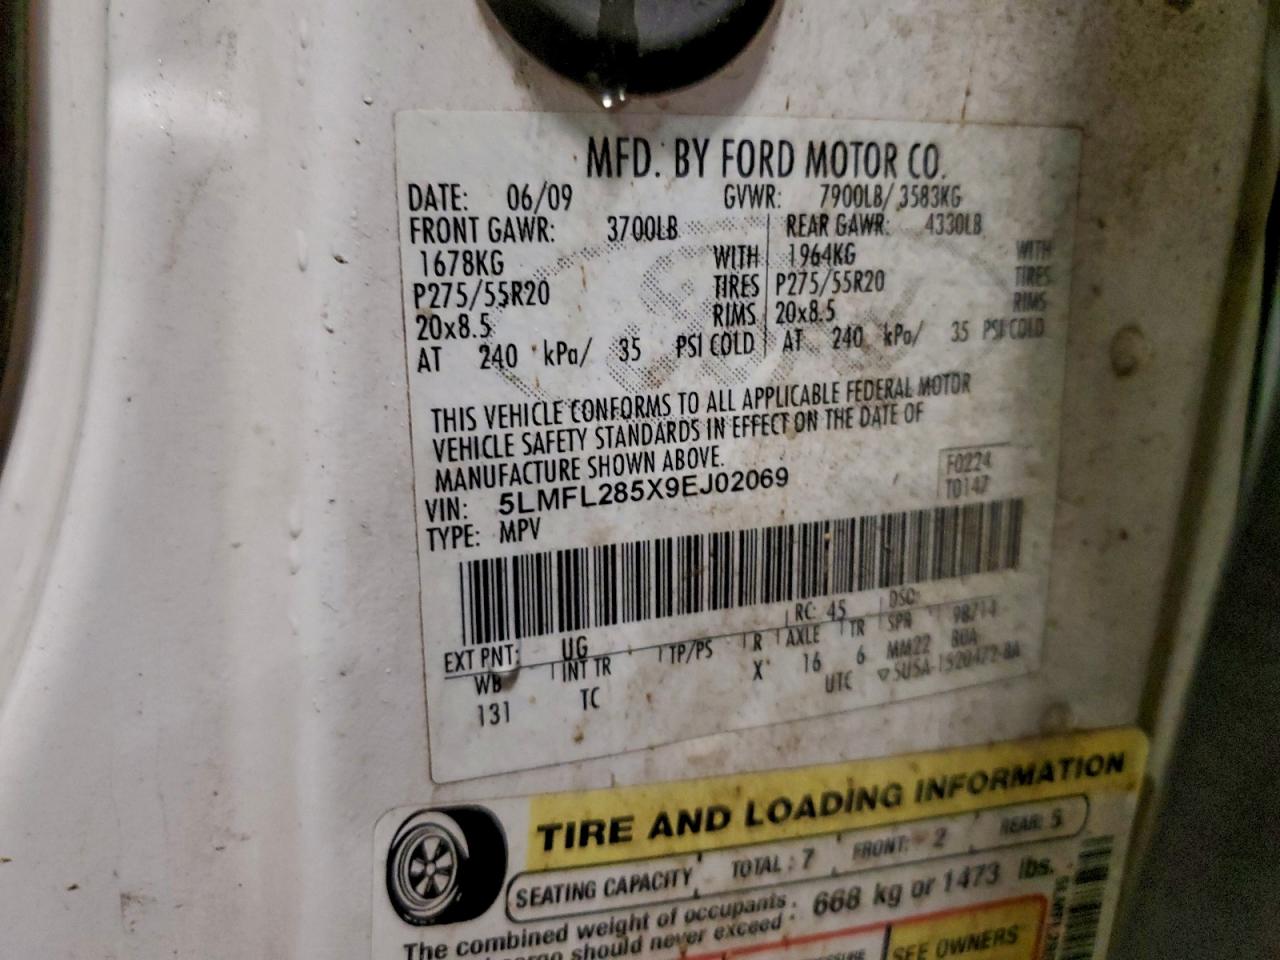 MFD. BY FORD MOTOR CO.
DATE: 06/09 GVWR: 7900LB/ 3583KG
FRONT GAWR: 3700LB REAR GAWR: 4330LB
1678KG WITH 1964KG WITH
P275/55R20 TIRES P275/55R20 TIRES
20x8.5 RIMS 20x8.5 RIMS
AT 240 kPa/ 35 PSI COLD AT 240 kPa/ 35 PSI COLD
THIS VEHICLE CONFORMS TO ALL APPLICABLE FEDERAL MOTOR
VEHICLE SAFETY STANDARDS IN EFFECT ON THE DATE OF
MANUFACTURE SHOWN ABOVE.
F0224
VIN: 5LMFL285X9EJ02069 T0147
TYPE: MPV
EXT PNT: UG RC: 45 DSO:
WB INT TR TP/PS R AXLE TR SPR
131 TC X 16 6 MM22 BOA
UTC
TIRE AND LOADING INFORMATION
SEATING CAPACITY TOTAL : 7 FRONT: 2 REAR: 5
The combined weight of occupants
should never exceed : 668 kg or 1473 lbs.
SEE OWNERS